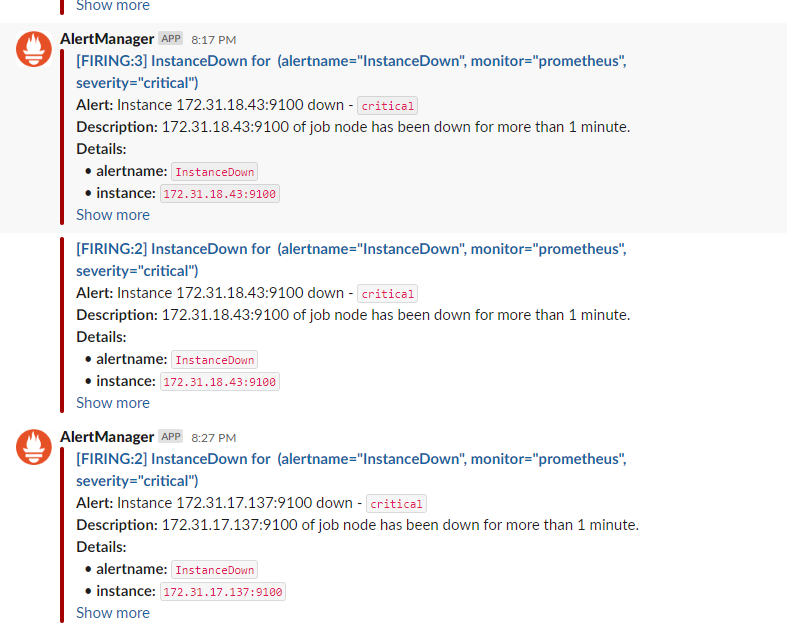 Show more
AlertManager APP 8:17 PM
[FIRING:3] InstanceDown for (alertname="InstanceDown", monitor="prometheus",
severity="critical")
Alert: Instance 172.31.18.43:9100 down - critical
Description: 172.31.18.43:9100 of job node has been down for more than 1 minute.
Details:
• alertname: InstanceDown
• instance: 172.31.18.43:9100
Show more
[FIRING:2] InstanceDown for (alertname="InstanceDown", monitor="prometheus",
severity="critical")
Alert: Instance 172.31.18.43:9100 down - critical
Description: 172.31.18.43:9100 of job node has been down for more than 1 minute.
Details:
• alertname: InstanceDown
• instance: 172.31.18.43:9100
Show more
AlertManager APP 8:27 PM
[FIRING:2] InstanceDown for (alertname="InstanceDown", monitor="prometheus",
severity="critical")
Alert: Instance 172.31.17.137:9100 down - critical
Description: 172.31.17.137:9100 of job node has been down for more than 1 minute.
Details:
• alertname: InstanceDown
• instance: 172.31.17.137:9100
Show more